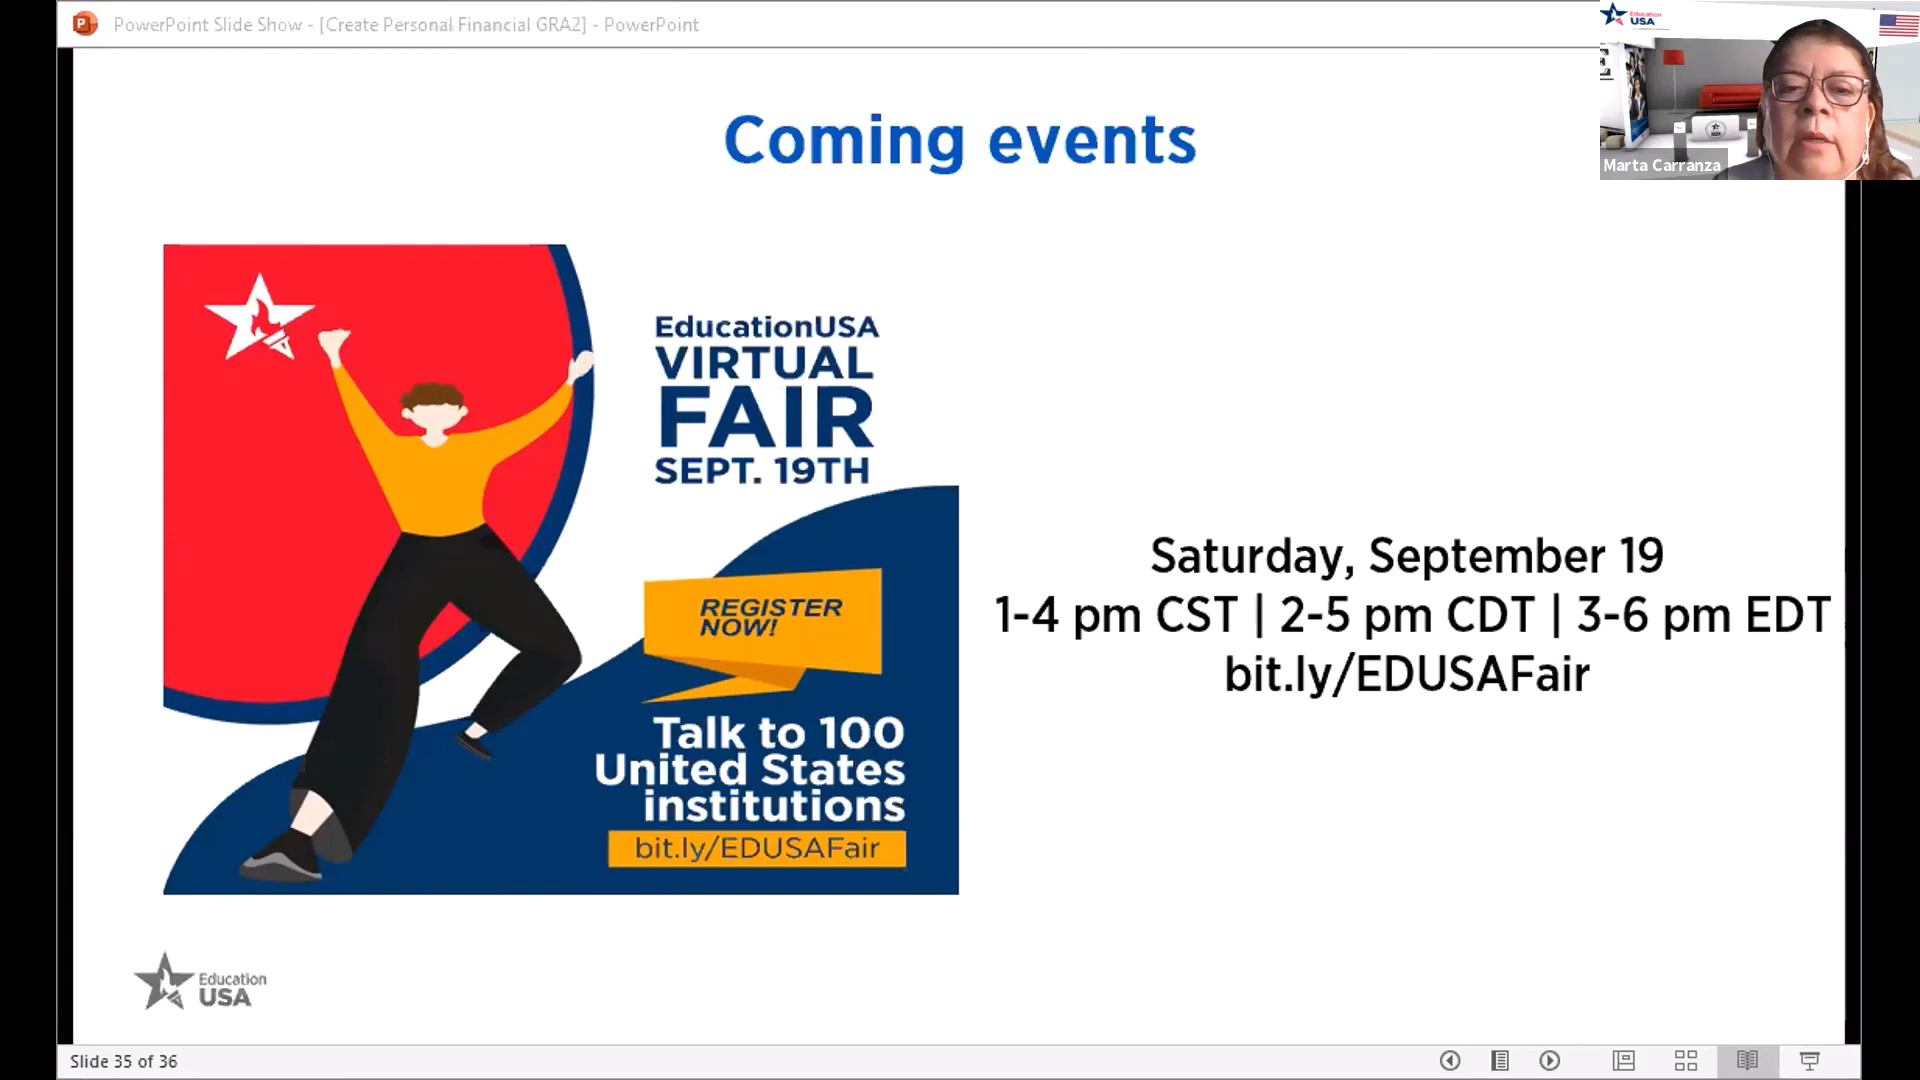 PowerPoint Slide Show - [Create Personal Financial GRA2] - PowerPoint
Education
USA
Marta Carranza
Coming events
EducationUSA
VIRTUAL
FAIR
SEPT. 19TH
REGISTER
NOW!
Talk to 100
United States
institutions
bit.ly/EDUSAFair
Saturday, September 19
1-4 pm CST | 2-5 pm CDT | 3-6 pm EDT
bit.ly/EDUSAFair
Education
USA
Slide 35 of 36